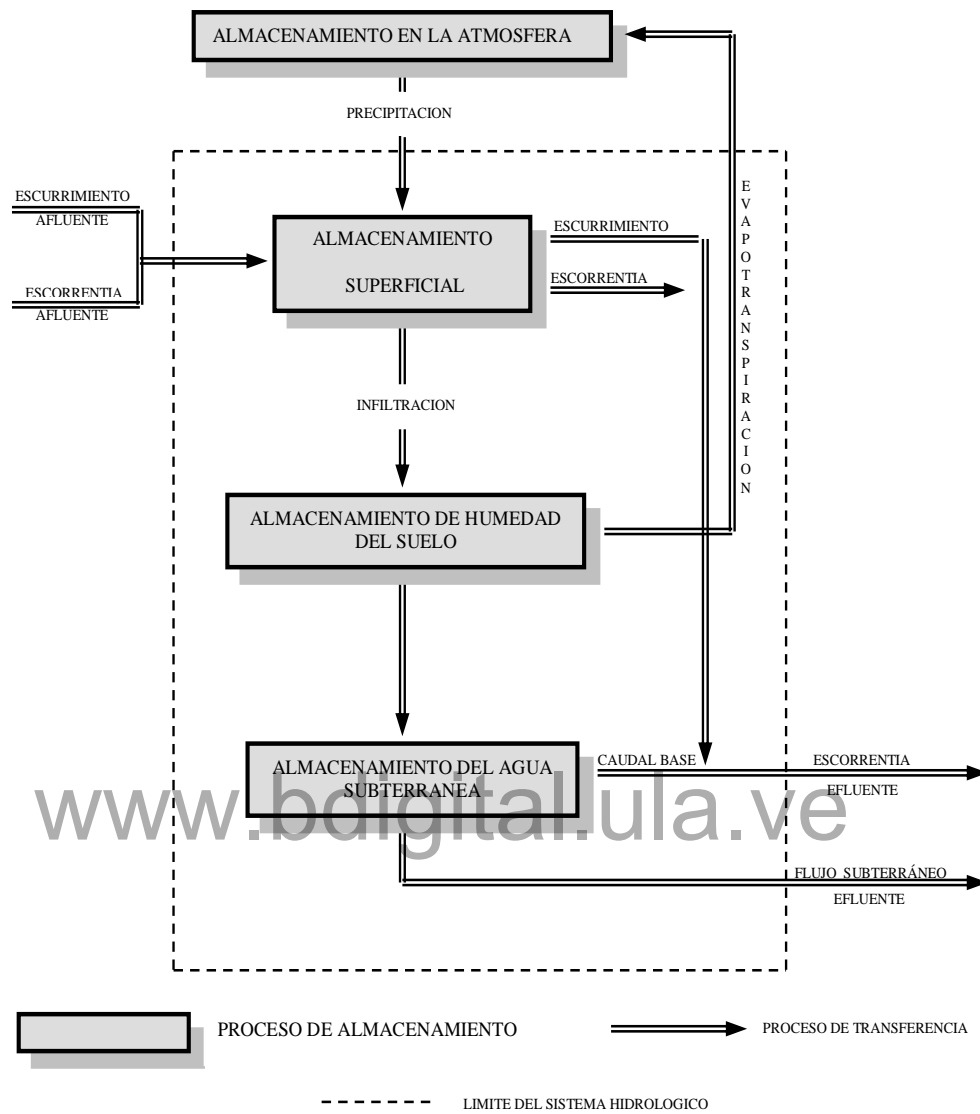 ALMACENAMIENTO EN LA ATMOSFERA
PRECIPITACION
ESCURRIMIENTO
AFLUENTE
ESCORRENTIA
AFLUENTE
ALMACENAMIENTO
SUPERFICIAL
ESCURRIMIENTO
ESCORRENTIA
EVAPOTRANSPIRACION
INFILTRACION
ALMACENAMIENTO DE HUMEDAD
DEL SUELO
ALMACENAMIENTO DEL AGUA
SUBTERRANEA
CAUDAL BASE
ESCORRENTIA
EFLUENTE
www.bdigital.ula.ve
FLUJO SUBTERRÁNEO
EFLUENTE
PROCESO DE ALMACENAMIENTO
PROCESO DE TRANSFERENCIA
LIMITE DEL SISTEMA HIDROLOGICO